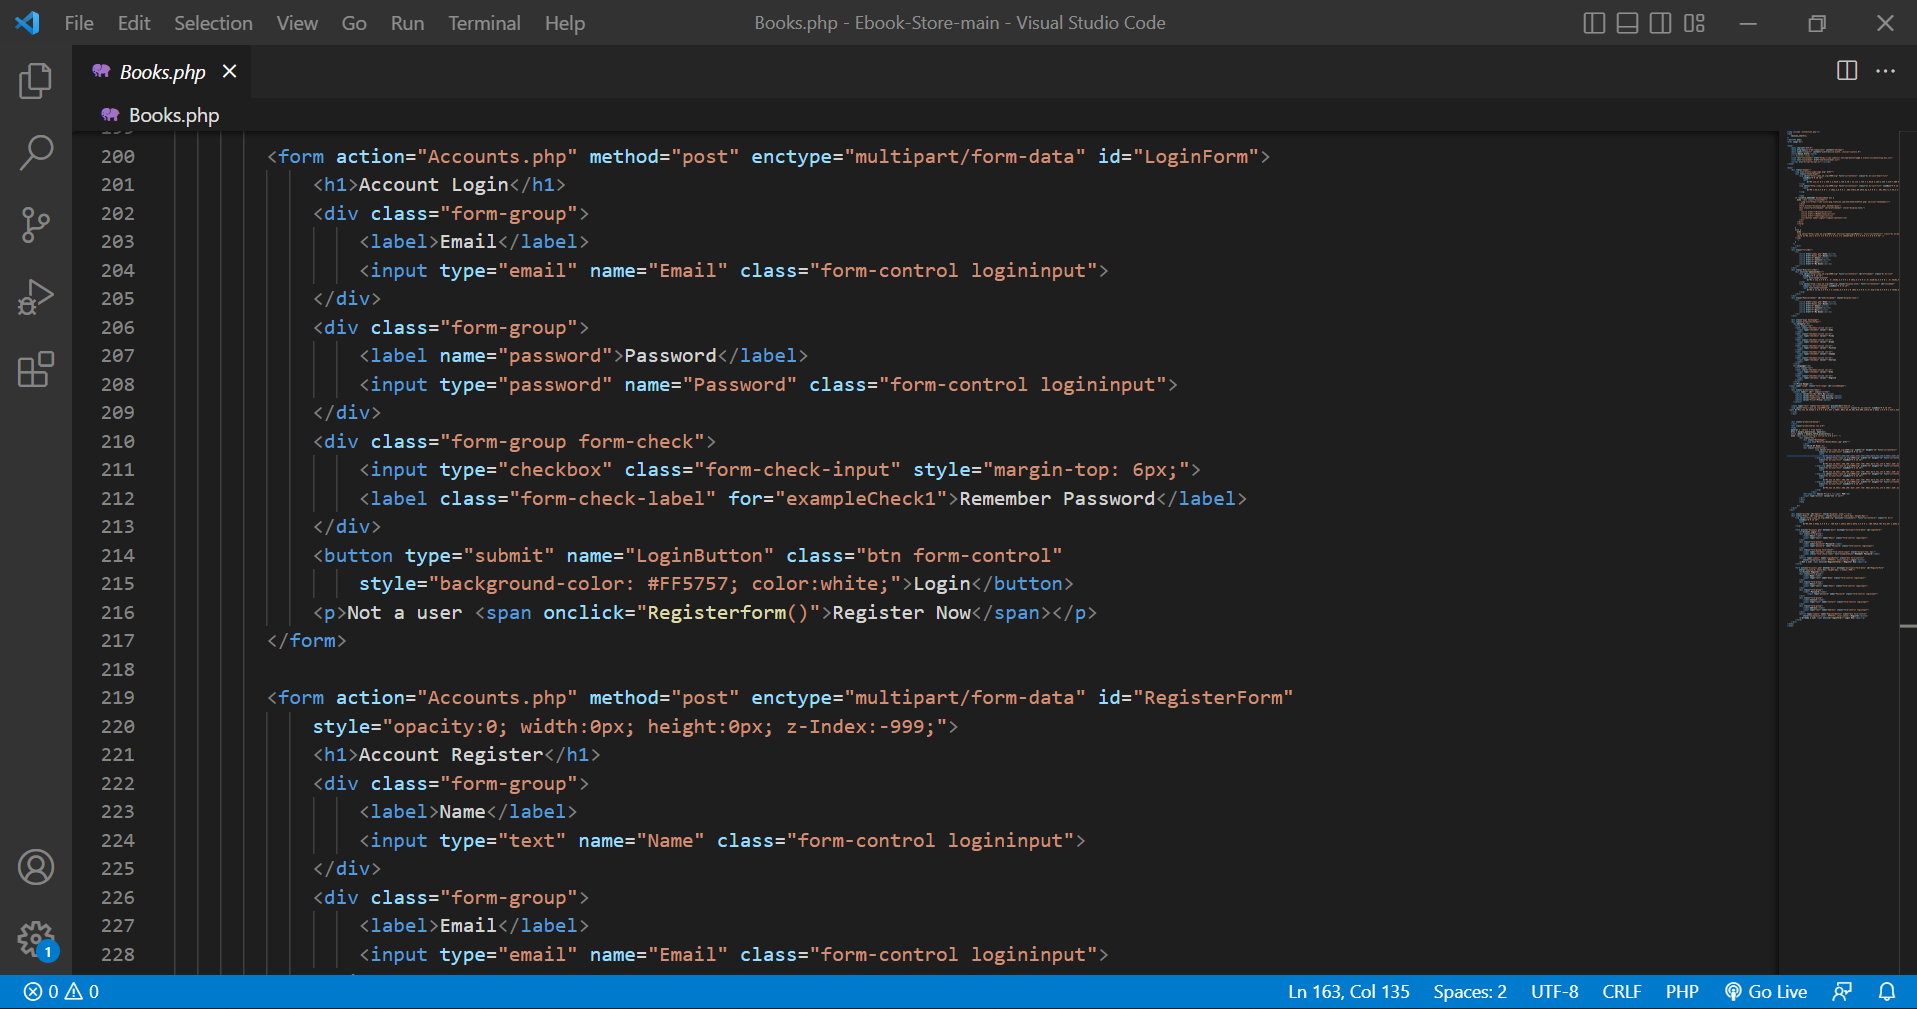 File Edit Selection View Go Run Terminal Help Books.php - Ebook-Store-main - Visual Studio Code
Books.php
Books.php
199
200 <form action="Accounts.php" method="post" enctype="multipart/form-data" id="LoginForm">
201 <h1>Account Login</h1>
202 <div class="form-group">
203 <label>Email</label>
204 <input type="email" name="Email" class="form-control logininput">
205 </div>
206 <div class="form-group">
207 <label name="password">Password</label>
208 <input type="password" name="Password" class="form-control logininput">
209 </div>
210 <div class="form-group form-check">
211 <input type="checkbox" class="form-check-input" style="margin-top: 6px;">
212 <label class="form-check-label" for="exampleCheck1">Remember Password</label>
213 </div>
214 <button type="submit" name="LoginButton" class="btn form-control"
215 style="background-color: #FF5757; color:white;">Login</button>
216 <p>Not a user <span onclick="Registerform()">Register Now</span></p>
217 </form>
218
219 <form action="Accounts.php" method="post" enctype="multipart/form-data" id="RegisterForm"
220 style="opacity:0; width:0px; height:0px; z-Index:-999;">
221 <h1>Account Register</h1>
222 <div class="form-group">
223 <label>Name</label>
224 <input type="text" name="Name" class="form-control logininput">
225 </div>
226 <div class="form-group">
227 <label>Email</label>
228 <input type="email" name="Email" class="form-control logininput">
1
0 0 Ln 163, Col 135 Spaces: 2 UTF-8 CRLF PHP Go Live